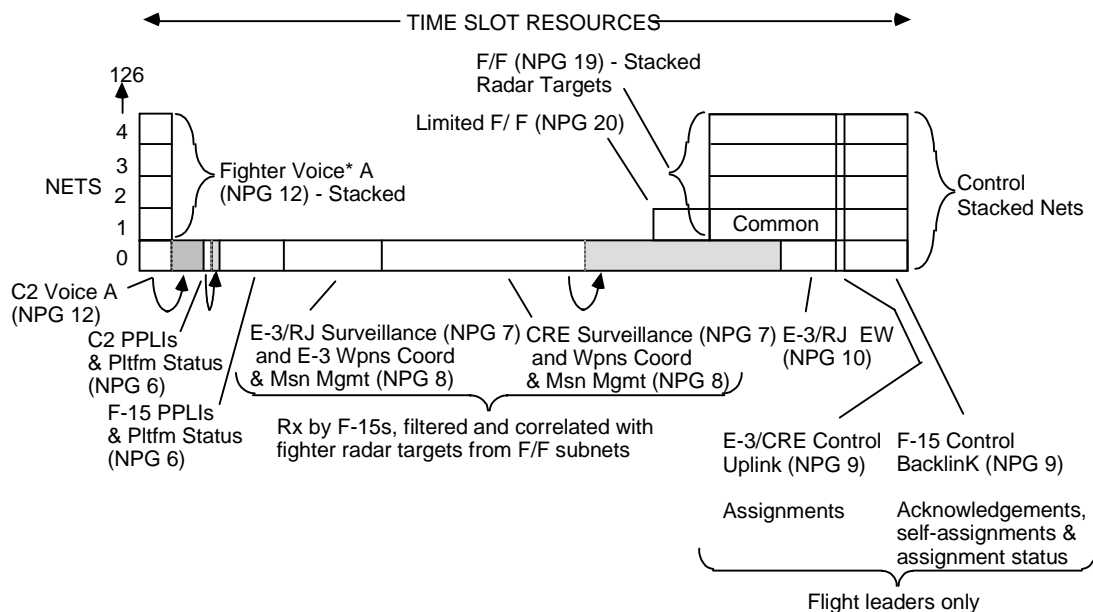 TIME SLOT RESOURCES
F/F (NPG 19) - Stacked
Radar Targets
Limited F/ F (NPG 20)
126
4
3
2
1
0
NETS
Fighter Voice* A
(NPG 12) - Stacked
Common
Control
Stacked Nets
C2 Voice A
(NPG 12)
C2 PPLIs
& Pltfm Status
(NPG 6)
F-15 PPLIs
& Pltfm Status
(NPG 6)
E-3/RJ Surveillance (NPG 7)
and E-3 Wpns Coord
& Msn Mgmt (NPG 8)
CRE Surveillance (NPG 7)
and Wpns Coord
& Msn Mgmt (NPG 8)
E-3/RJ EW
(NPG 10)
Rx by F-15s, filtered and correlated with
fighter radar targets from F/F subnets
E-3/CRE Control
Uplink (NPG 9)
Assignments
F-15 Control
BacklinK (NPG 9)
Acknowledgements,
self-assignments &
assignment status
Flight leaders only